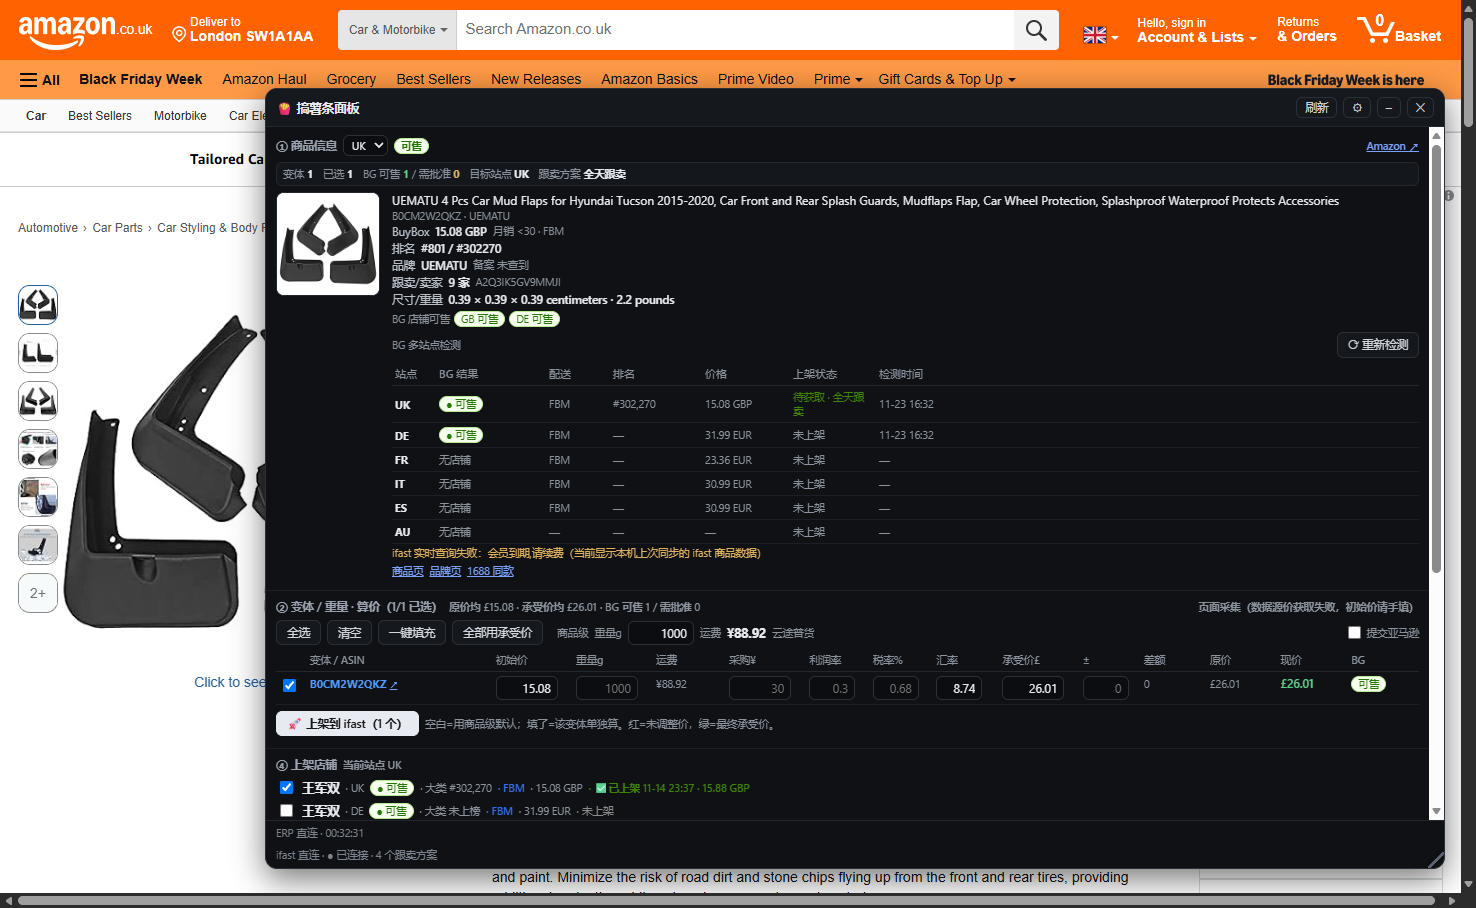 amazon.co.uk
Deliver to
London SW1A1AA
Car & Motorbike
Search Amazon.co.uk
Hello, sign in
Account & Lists
Returns
& Orders
0
Basket
All
Black Friday Week
Amazon Haul
Grocery
Best Sellers
New Releases
Amazon Basics
Prime Video
Prime
Gift Cards & Top Up
Black Friday Week is here
Car
Best Sellers
Motorbike
Car Ele
Tailored Ca
Automotive › Car Parts › Car Styling & Body F
2+
Click to see
搞薯条面板
刷新
① 商品信息 UK 可售
Amazon ↗
变体 1 已选 1 BG 可售 1 / 需批准 0 目标站点 UK 跟卖方案 全天跟卖
UEMATU 4 Pcs Car Mud Flaps for Hyundai Tucson 2015-2020, Car Front and Rear Splash Guards, Mudflaps Flap, Car Wheel Protection, Splashproof Waterproof Protects Accessories
B0CM2W2QKZ · UEMATU
BuyBox 15.08 GBP 月销 <30 · FBM
排名 #801 / #302270
品牌 UEMATU 备案 未查到
跟卖/卖家 9 家 A2Q3IK5GV9MMJI
尺寸/重量 0.39 × 0.39 × 0.39 centimeters · 2.2 pounds
BG 店铺可售 GB 可售 DE 可售
BG 多站点检测
⟳ 重新检测
站点 BG 结果 配送 排名 价格 上架状态 检测时间
UK ● 可售 FBM #302,270 15.08 GBP 待获取 · 全天跟卖 11-23 16:32
DE ● 可售 FBM — 31.99 EUR 未上架 11-23 16:32
FR 无店铺 FBM — 23.36 EUR 未上架 —
IT 无店铺 FBM — 30.99 EUR 未上架 —
ES 无店铺 FBM — 30.99 EUR 未上架 —
AU 无店铺 — — — 未上架 —
ifast 实时查询失败：会员到期,请续费（当前显示本机上次同步的 ifast 商品数据）
商品页 品牌页 1688 同款
② 变体 / 重量 · 算价（1/1 已选） 原价均 £15.08 · 承受价均 £26.01 · BG 可售 1 / 需批准 0
页面采集（数据源价获取失败，初始价请手填）
全选 清空 一键填充 全部用承受价 商品级 重量g 1000 运费 ¥88.92 云途普货
提交亚马逊
变体 / ASIN 初始价 重量g 运费 采购¥ 利润率 税率% 汇率 承受价£ ± 差额 原价 现价 BG
B0CM2W2QKZ ↗ 15.08 1000 ¥88.92 30 0.3 0.68 8.74 26.01 0 0 £26.01 £26.01 可售
🚀 上架到 ifast（1 个） 空白=用商品级默认；填了=该变体单独算。红=未调整价，绿=最终承受价。
④ 上架店铺 当前站点 UK
王军双 · UK ● 可售 · 大类 #302,270 · FBM · 15.08 GBP · ✅已上架 11-14 23:37 · 15.88 GBP
王军双 · DE ● 可售 · 大类 未上榜 · FBM · 31.99 EUR · 未上架
ERP 直连 · 00:32:31
ifast 直连 · ● 已连接 · 4 个跟卖方案
and paint. Minimize the risk of road dirt and stone chips flying up from the front and rear tires, providing